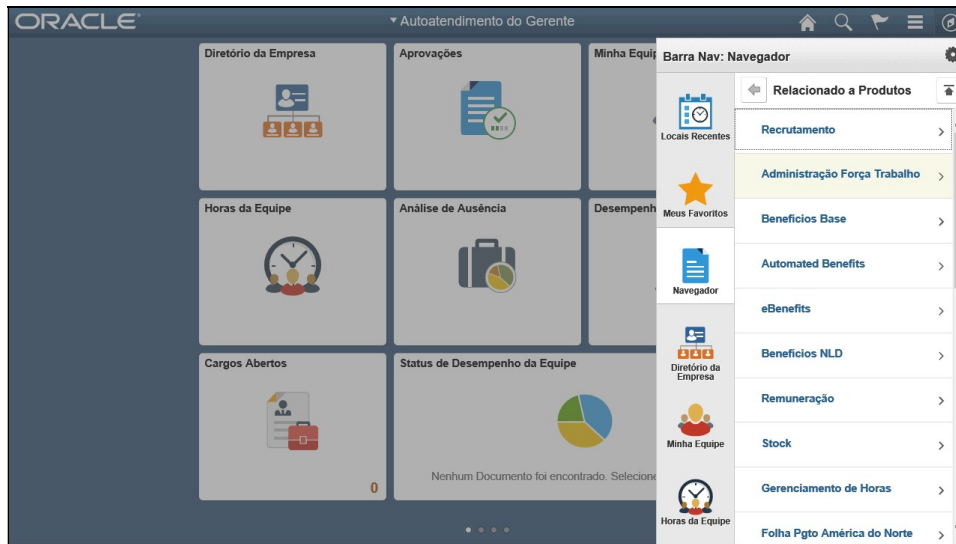 ORACLE
Autoatendimento do Gerente
Diretório da Empresa
Aprovações
Minha Equip
Horas da Equipe
Análise de Ausência
Desempenh
Cargos Abertos
0
Status de Desempenho da Equipe
Nenhum Documento foi encontrado. Selecione
Barra Nav: Navegador
Locais Recentes
Meus Favoritos
Navegador
Diretório da
Empresa
Minha Equipe
Horas da Equipe
Relacionado a Produtos
Recrutamento
Administração Força Trabalho
Beneficios Base
Automated Benefits
eBenefits
Beneficios NLD
Remuneração
Stock
Gerenciamento de Horas
Folha Pgto América do Norte